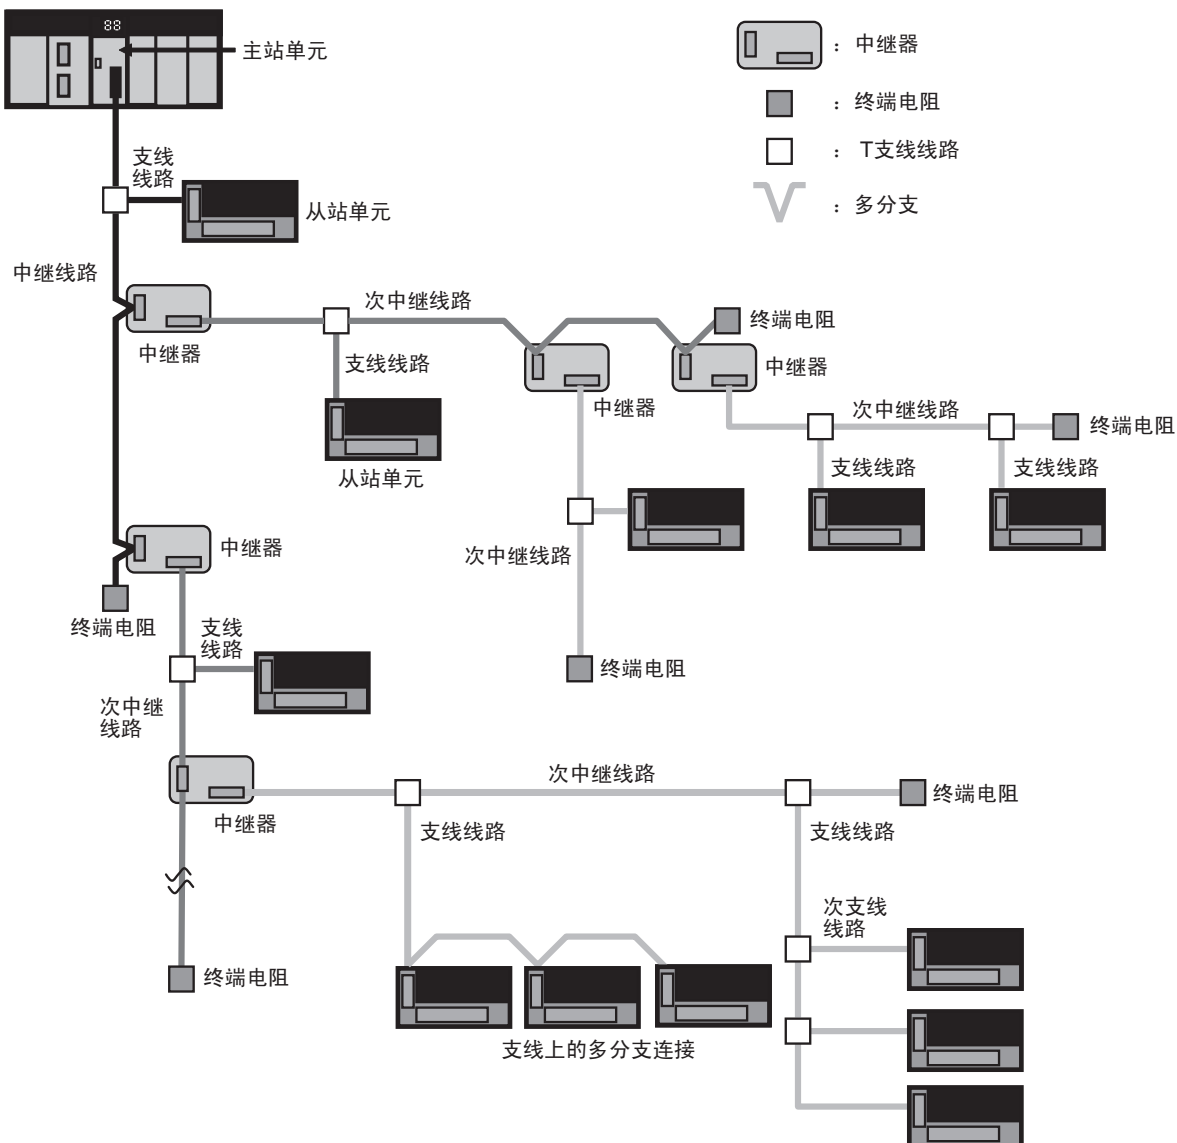 88
主站单元
：中继器
：终端电阻
：T支线线路
：多分支
支线
线路
从站单元
中继线路
中继器
次中继线路
终端电阻
支线线路
中继器
中继器
从站单元
次中继线路
终端电阻
支线线路
支线线路
次中继线路
中继器
终端电阻
支线
线路
终端电阻
次中继
线路
中继器
次中继线路
终端电阻
支线线路
支线线路
次支线
线路
终端电阻
支线上的多分支连接